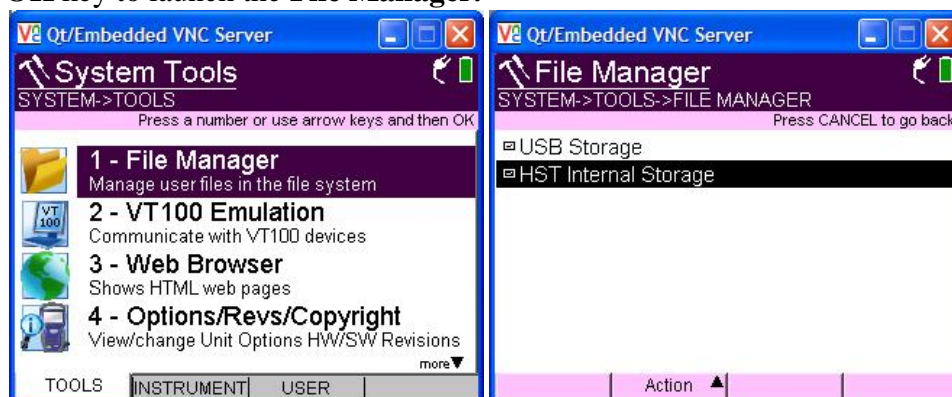 OK key to launch the File Manager.
Qt/Embedded VNC Server
System Tools
SYSTEM->TOOLS
Press a number or use arrow keys and then OK
1 - File Manager
Manage user files in the file system
2 - VT100 Emulation
Communicate with VT100 devices
3 - Web Browser
Shows HTML web pages
4 - Options/Revs/Copyright
View/change Unit Options HW/SW Revisions
more▼
TOOLS INSTRUMENT USER
Qt/Embedded VNC Server
File Manager
SYSTEM->TOOLS->FILE MANAGER
Press CANCEL to go back
USB Storage
HST Internal Storage
Action ▲